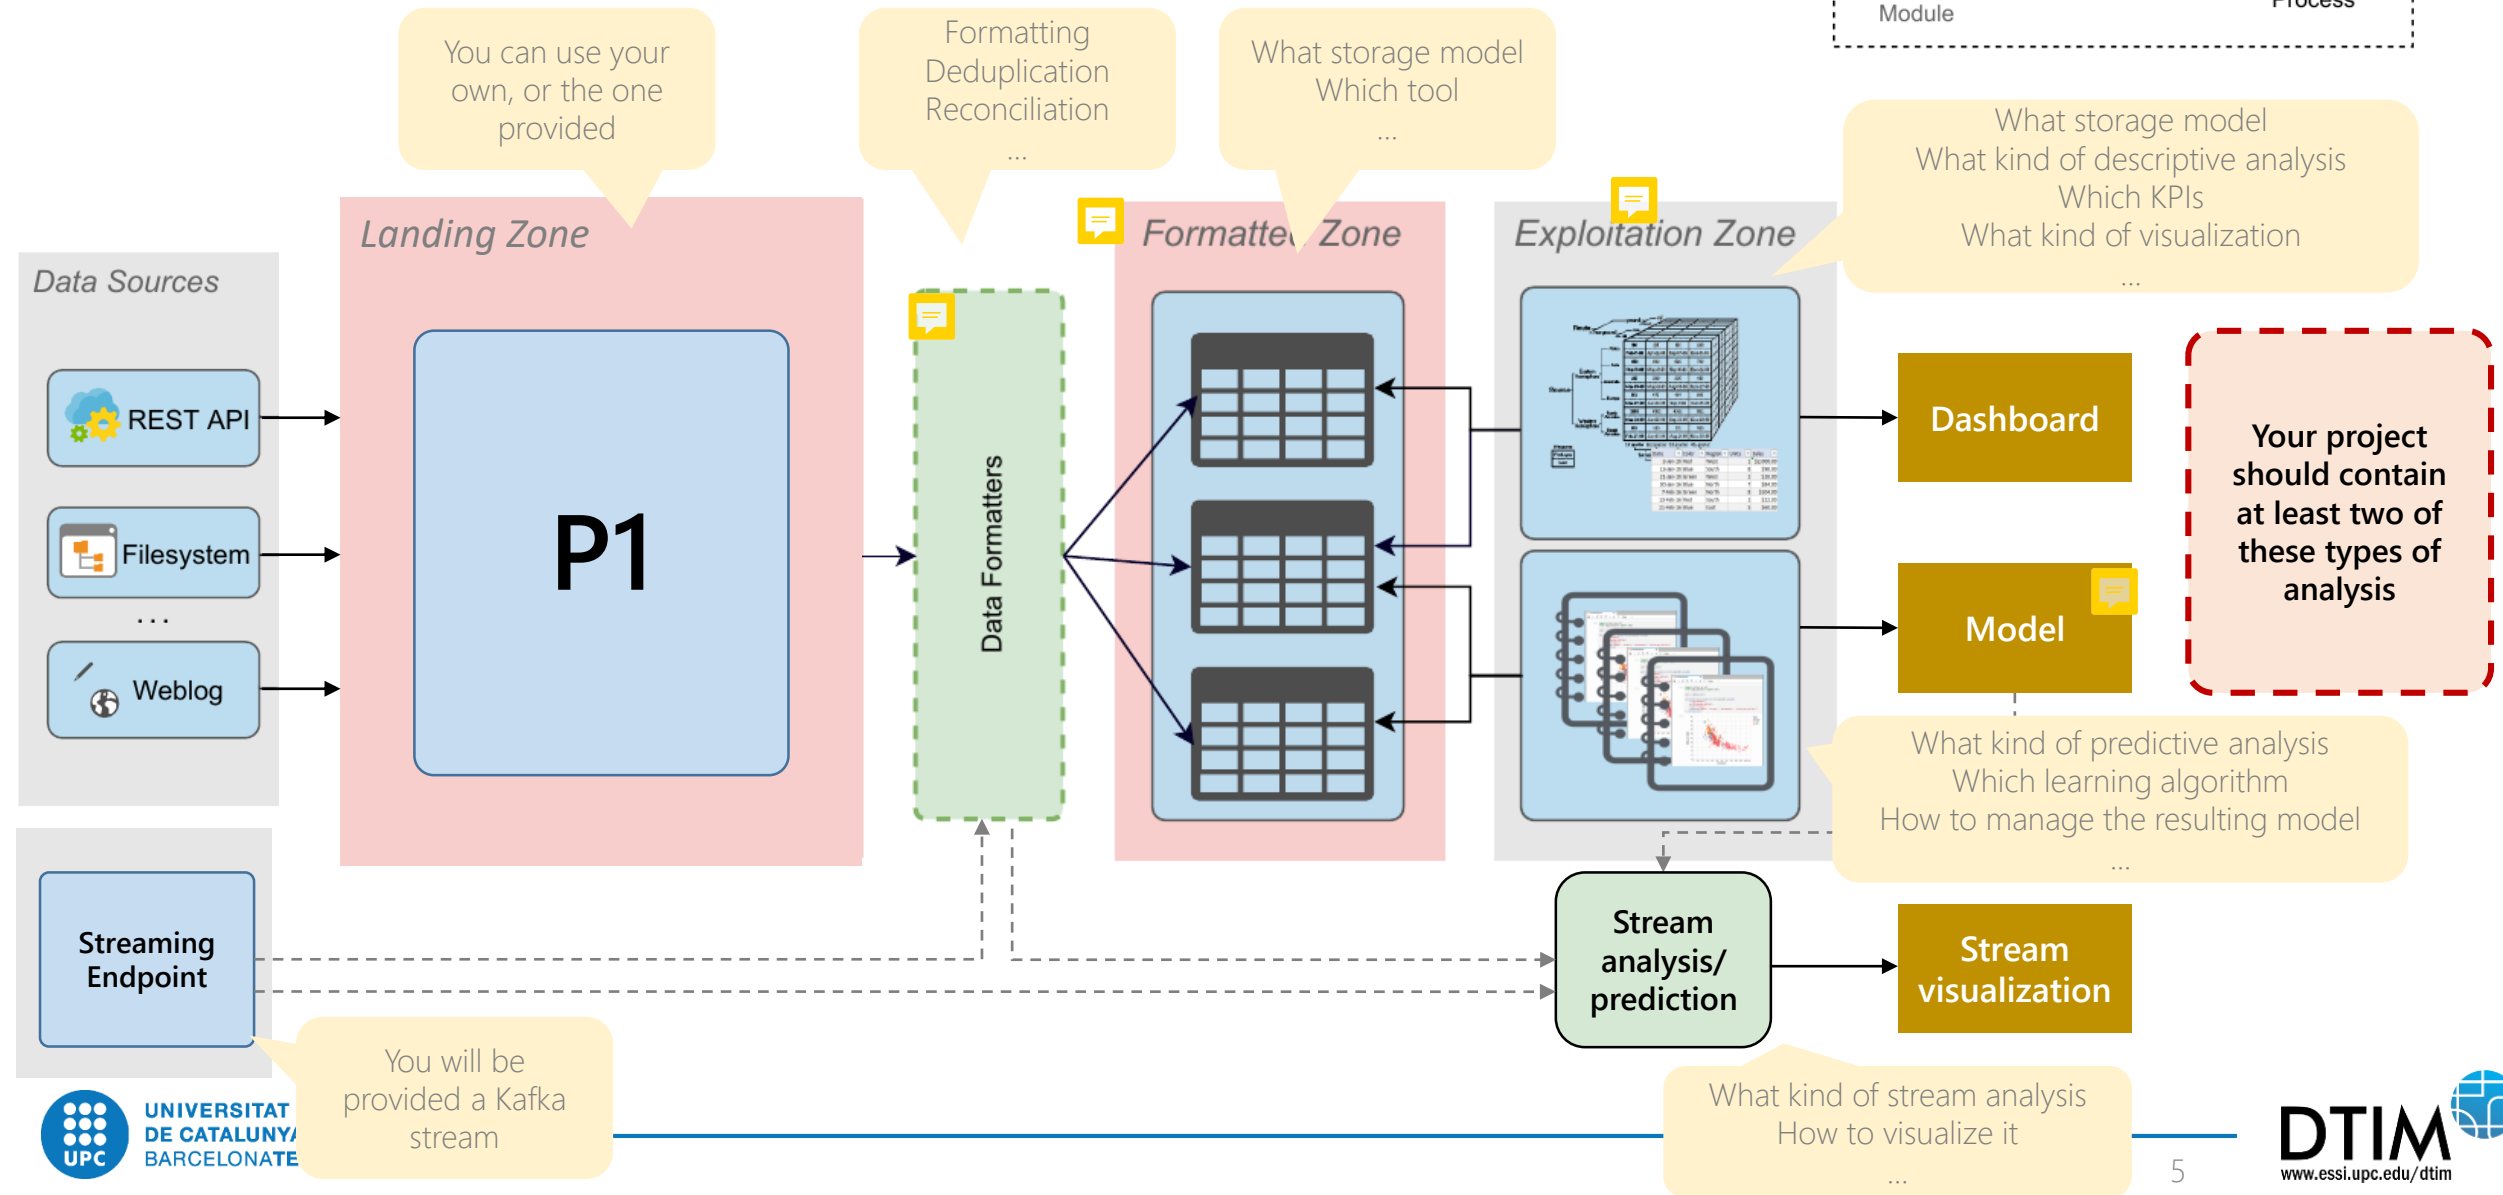 Module
Process
You can use your
own, or the one
provided
Formatting
Deduplication
Reconciliation
...
What storage model
Which tool
...
What storage model
What kind of descriptive analysis
Which KPIs
What kind of visualization
...
Data Sources
REST API
Filesystem
...
Weblog
Landing Zone
P1
Data Formatters
Formatted Zone
Exploitation Zone
Dashboard
Model
Your project
should contain
at least two of
these types of
analysis
What kind of predictive analysis
Which learning algorithm
How to manage the resulting model
...
Streaming
Endpoint
Stream
analysis/
prediction
Stream
visualization
You will be
provided a Kafka
stream
What kind of stream analysis
How to visualize it
...
UPC
UNIVERSITAT
DE CATALUNYA
BARCELONATE
5
DTIM
www.essi.upc.edu/dtim